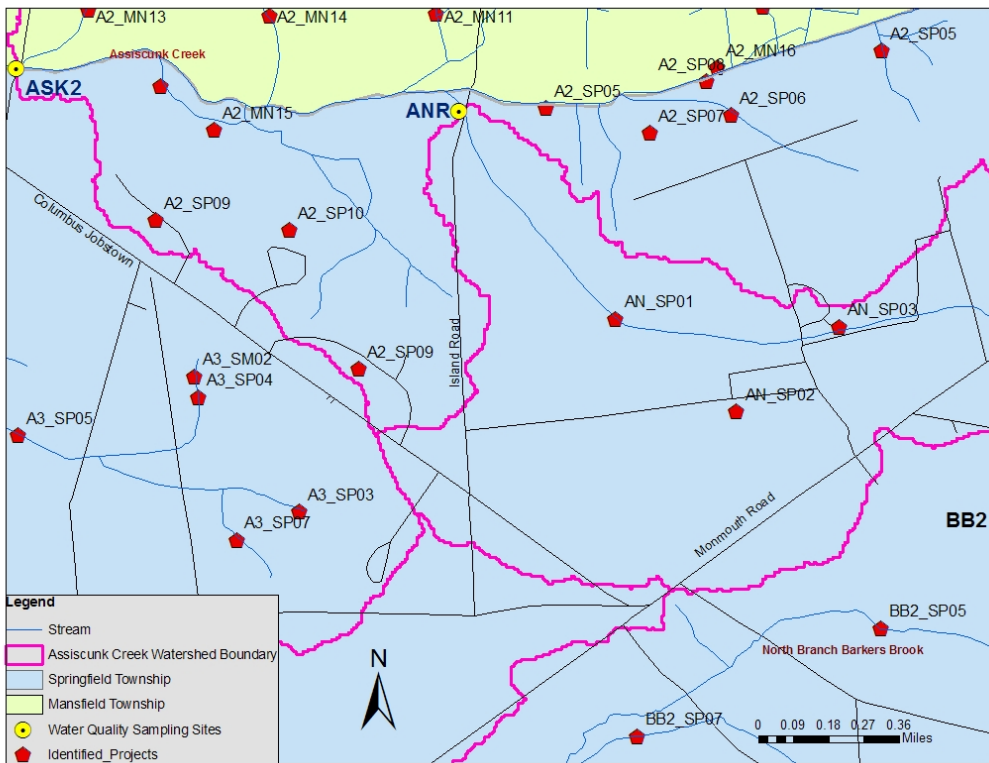 A2_MN13
A2_MN14
A2_MN11
A2_MN16
A2_SP05
Assiscunk Creek
A2_SP08
ASK2
A2_SP05
A2_SP06
ANR
A2_MN15
A2_SP07
Columbus Jobstown
A2_SP09
A2_SP10
AN_SP01
AN_SP03
Island Road
A3_SM02
A2_SP09
A3_SP04
AN_SP02
A3_SP05
A3_SP03
Monmouth Road
BB2
A3_SP07
Legend
Stream
Assiscunk Creek Watershed Boundary
Springfield Township
Mansfield Township
Water Quality Sampling Sites
Identified_Projects
N
BB2_SP05
North Branch Barkers Brook
BB2_SP07
0 0.09 0.18 0.27 0.36
Miles